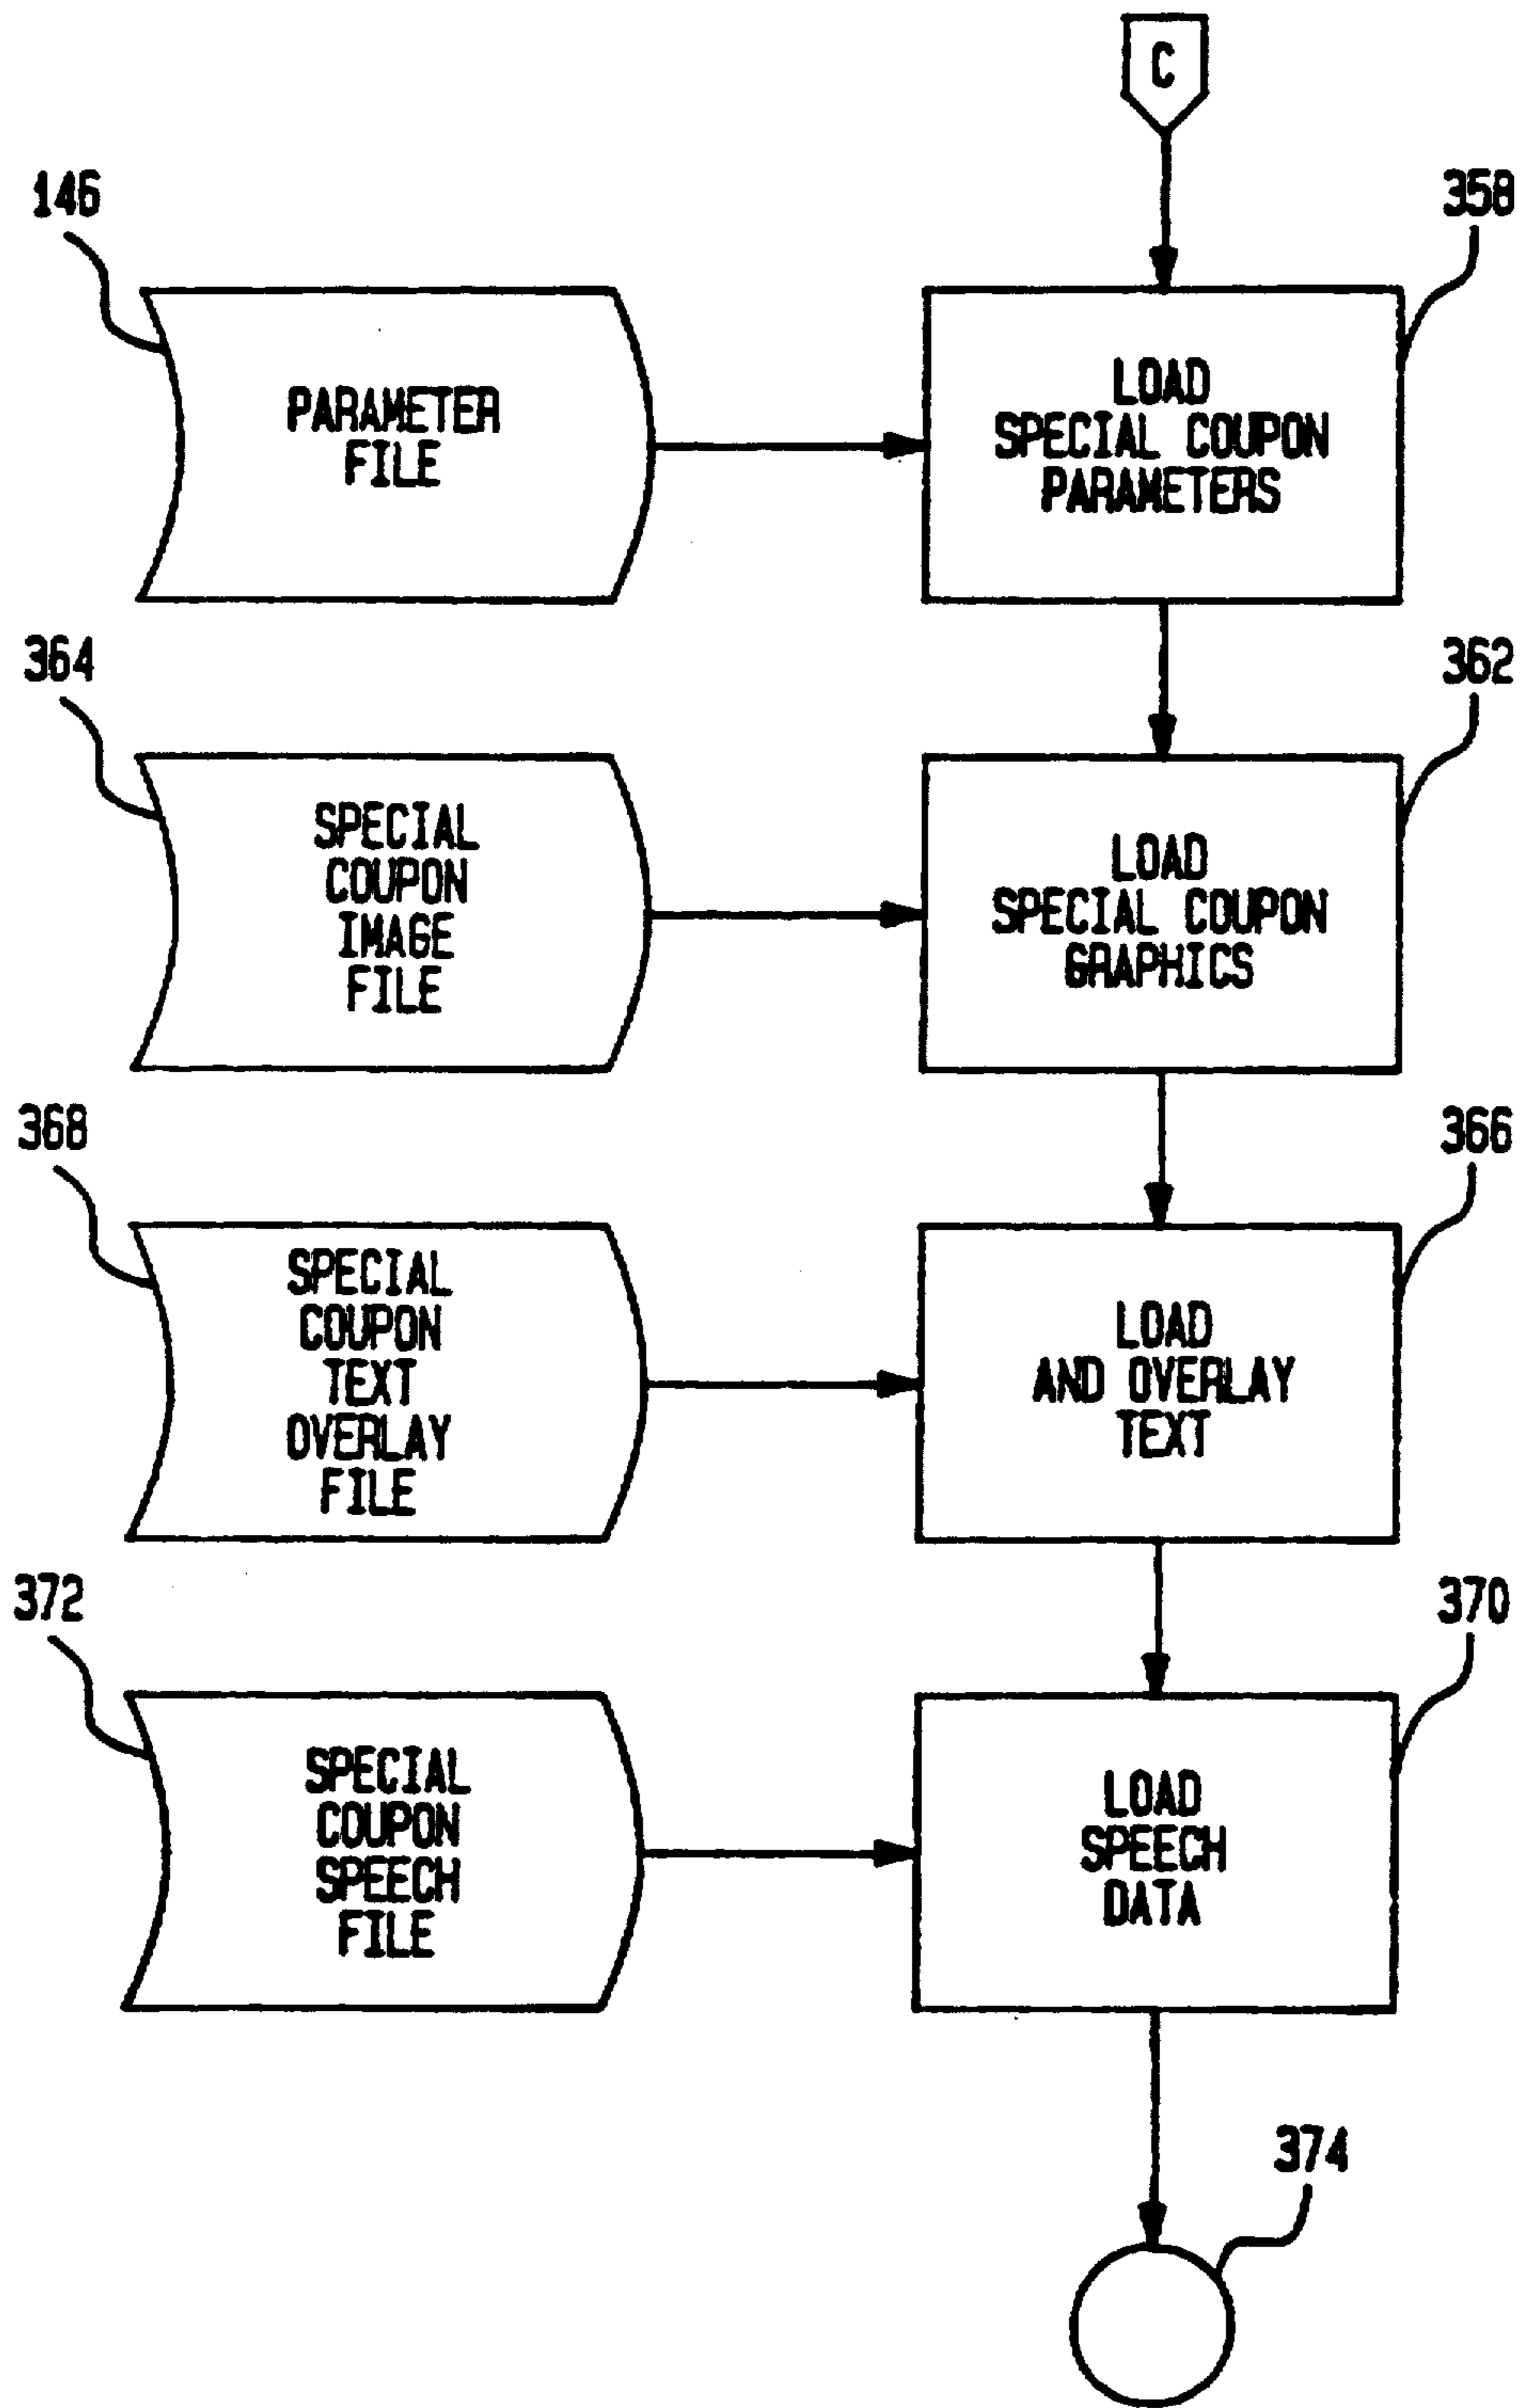 C
146
358
PARAMETER
FILE
LOAD
SPECIAL COUPON
PARAMETERS
364
362
SPECIAL
COUPON
IMAGE
FILE
LOAD
SPECIAL COUPON
GRAPHICS
368
366
SPECIAL
COUPON
TEXT
OVERLAY
FILE
LOAD
AND OVERLAY
TEXT
372
370
SPECIAL
COUPON
SPEECH
FILE
LOAD
SPEECH
DATA
374